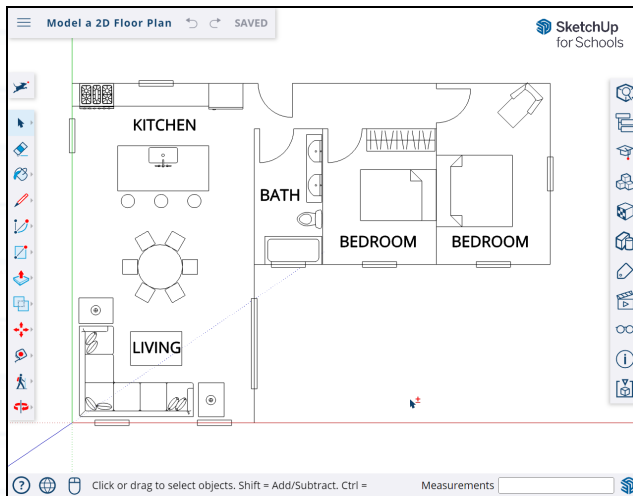 Model a 2D Floor Plan
SAVED
SketchUp
for Schools
KITCHEN
BATH
BEDROOM
BEDROOM
LIVING
Click or drag to select objects. Shift = Add/Subtract. Ctrl =
Measurements